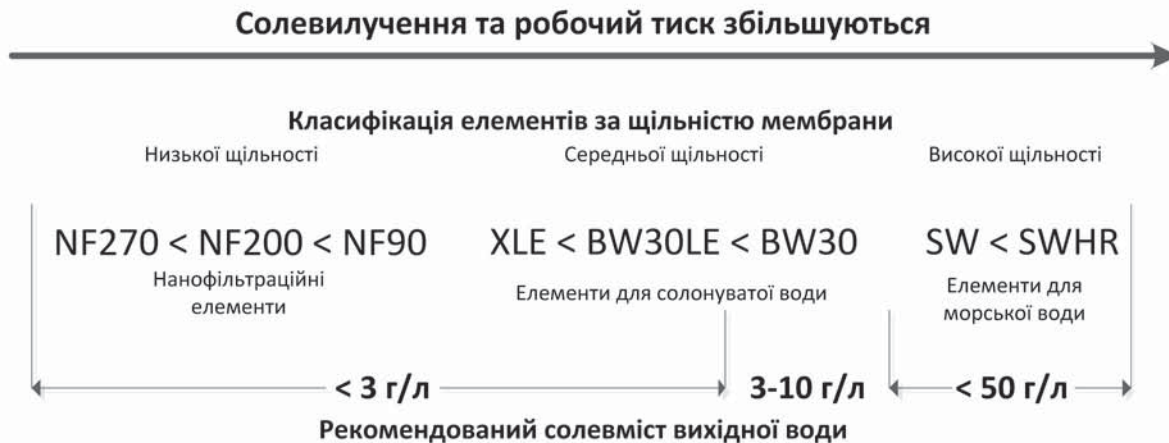 Солевилучення та робочий тиск збільшуються
Класифікація елементів за щільністю мембрани
Низької щільності
Середньої щільності
Високої щільності
NF270 < NF200 < NF90
XLE < BW30LE < BW30
SW < SWHR
Нанофільтраційні
елементи
Елементи для солонуватої води
Елементи для
морської води
< 3 г/л
3-10 г/л
< 50 г/л
Рекомендований солевміст вихідної води